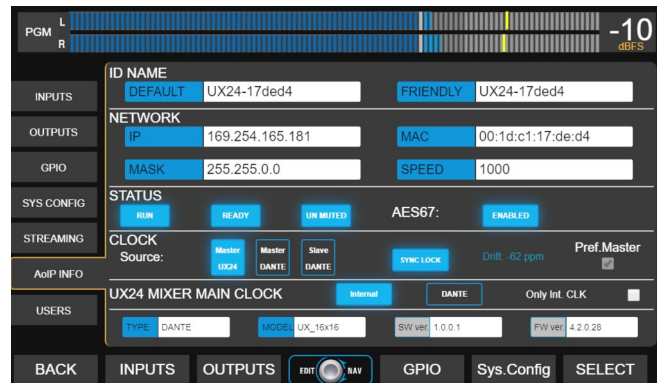 PGM L R -10 dBFS
ID NAME
INPUTS DEFAULT UX24-17ded4 FRIENDLY UX24-17ded4
NETWORK
OUTPUTS IP 169.254.165.181 MAC 00:1d:c1:17:de:d4
GPIO MASK 255.255.0.0 SPEED 1000
STATUS
SYS CONFIG RUN READY UN MUTED AES67: ENABLED
STREAMING CLOCK
Source: Master UX24 Master DANTE Slave DANTE SYNC LOCK Drift: -62 ppm Pref.Master
AoIP INFO
UX24 MIXER MAIN CLOCK Internal DANTE Only Int. CLK
USERS
TYPE DANTE MODEL UX_16x16 SW ver. 1.0.0.1 FW ver. 4.2.0.28
BACK INPUTS OUTPUTS EDIT NAV GPIO Sys.Config SELECT